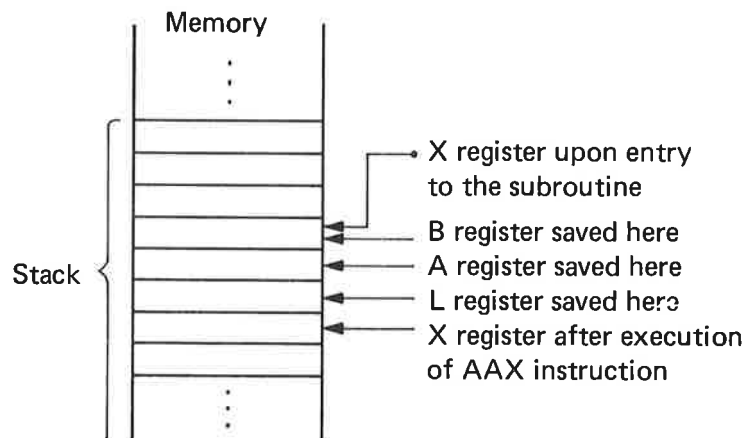 Memory
X register upon entry
to the subroutine
B register saved here
A register saved here
Stack
L register saved here
X register after execution
of AAX instruction